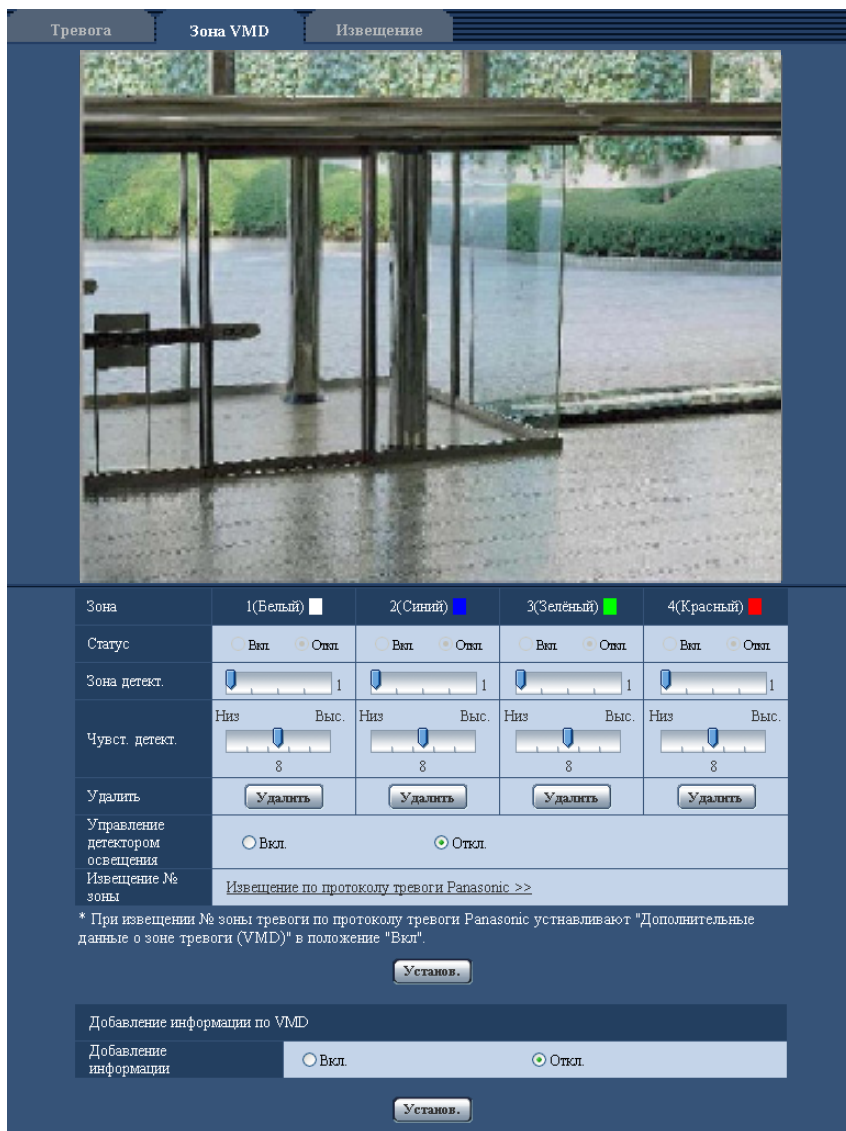 Тревога Зона VMD Извещение
Зона 1(Белый) 2(Синий) 3(Зелёный) 4(Красный)
Статус Вкл. Откл. Вкл. Откл. Вкл. Откл. Вкл. Откл.
Зона детект. 1 1 1 1
Низ Выс. Низ Выс. Низ Выс. Низ Выс.
Чувст. детект.
8 8 8 8
Удалить Удалить Удалить Удалить Удалить
Управление
детектором
освещения
Вкл. Откл.
Извещение №
зоны
Извещение по протоколу тревоги Panasonic >>
* При извещении № зоны тревоги по протоколу тревоги Panasonic устнавливают "Дополнительные
данные о зоне тревоги (VMD)" в положение "Вкл".
Установ.
Добавление информации по VMD
Добавление
информации
Вкл. Откл.
Установ.